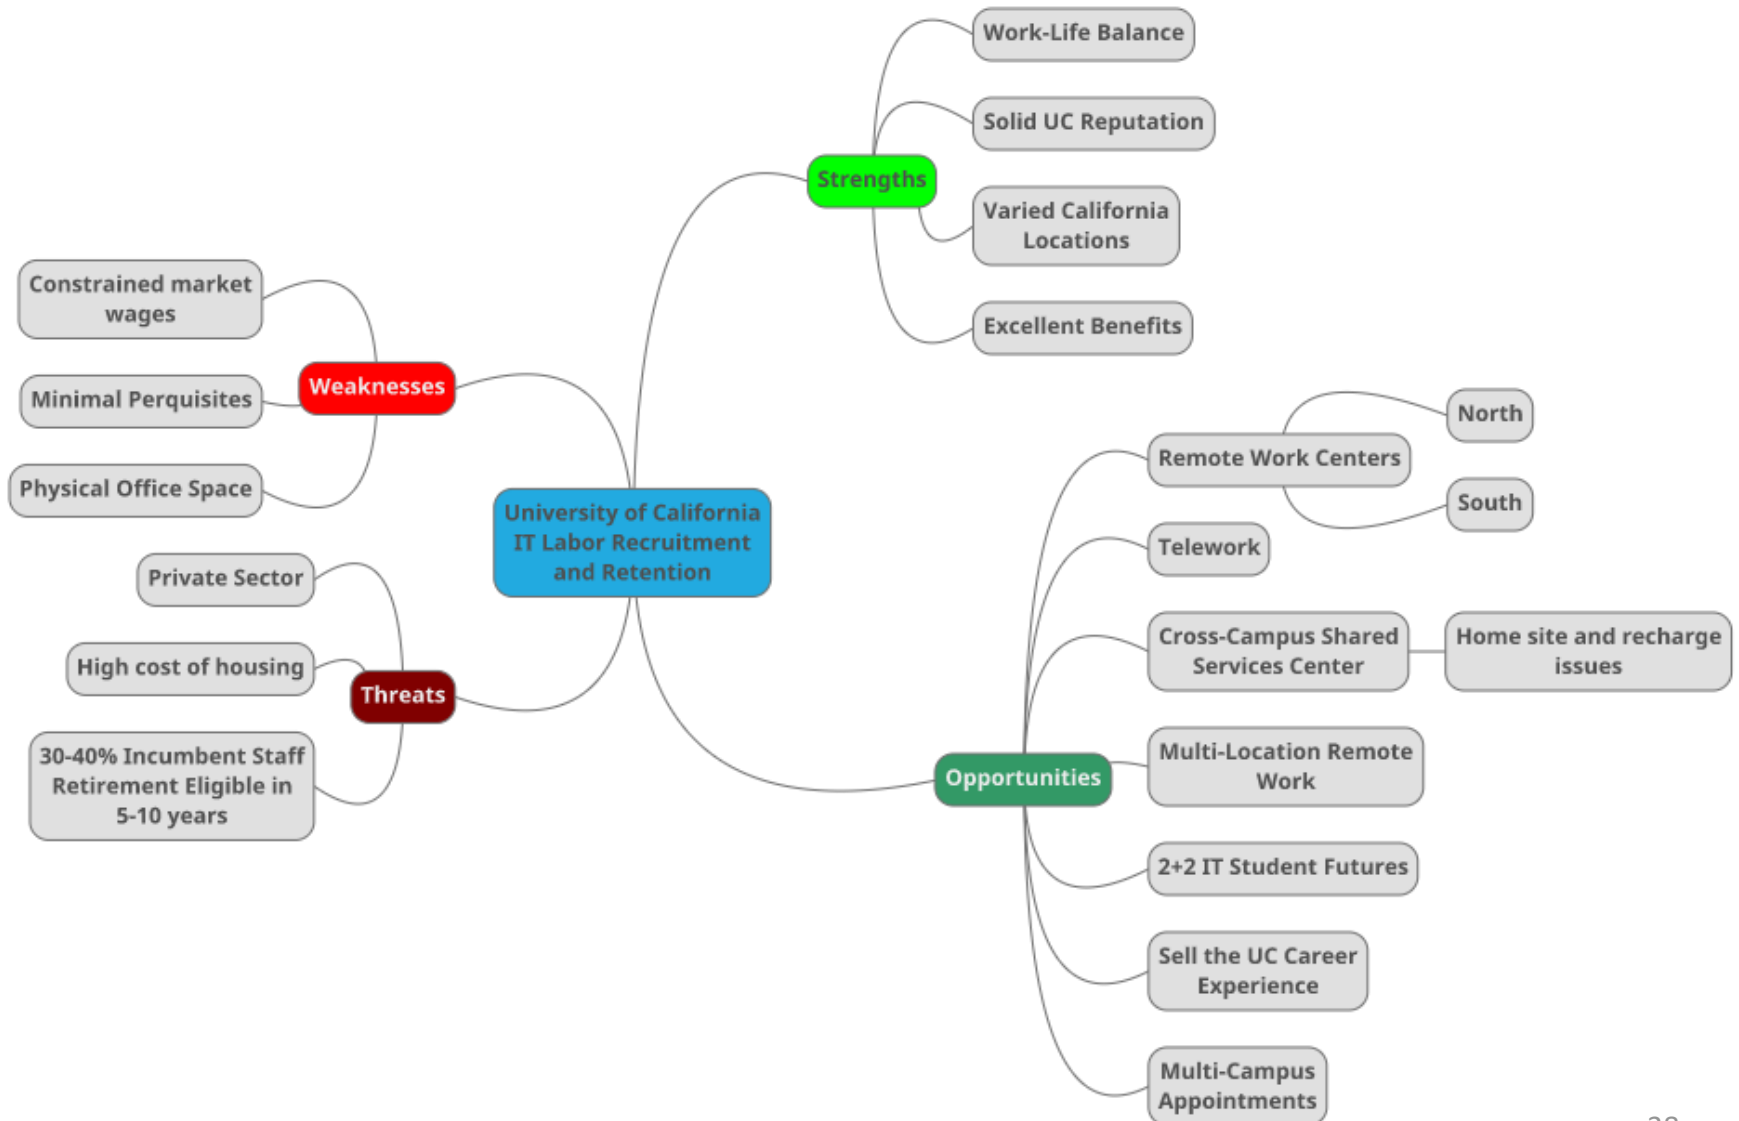 Work-Life Balance
Solid UC Reputation
Strengths
Varied California
Locations
Excellent Benefits
Constrained market
wages
Weaknesses
Minimal Perquisites
Physical Office Space
University of California
IT Labor Recruitment
and Retention
Private Sector
High cost of housing
Threats
30-40% Incumbent Staff
Retirement Eligible in
5-10 years
North
Remote Work Centers
South
Telework
Cross-Campus Shared
Services Center
Home site and recharge
issues
Multi-Location Remote
Work
Opportunities
2+2 IT Student Futures
Sell the UC Career
Experience
Multi-Campus
Appointments